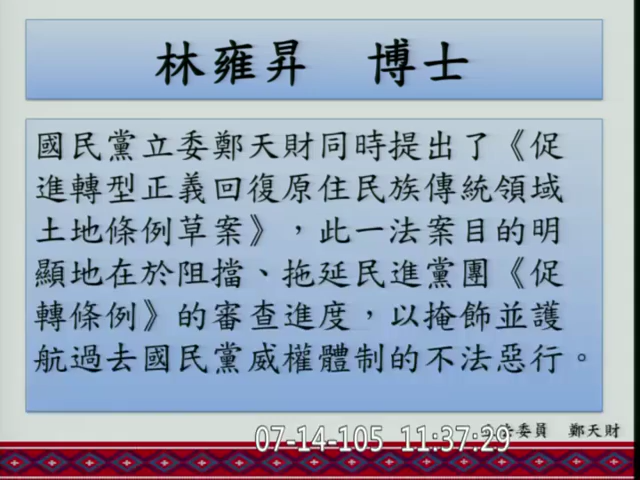 林雍昇　博士
國民黨立委鄭天財同時提出了《促
進轉型正義回復原住民族傳統領域
土地條例草案》，此一法案目的明
顯地在於阻擋、拖延民進黨團《促
轉條例》的審查進度，以掩飾並護
航過去國民黨威權體制的不法惡行。
委員　鄭天財
07-14-105 11:37:29